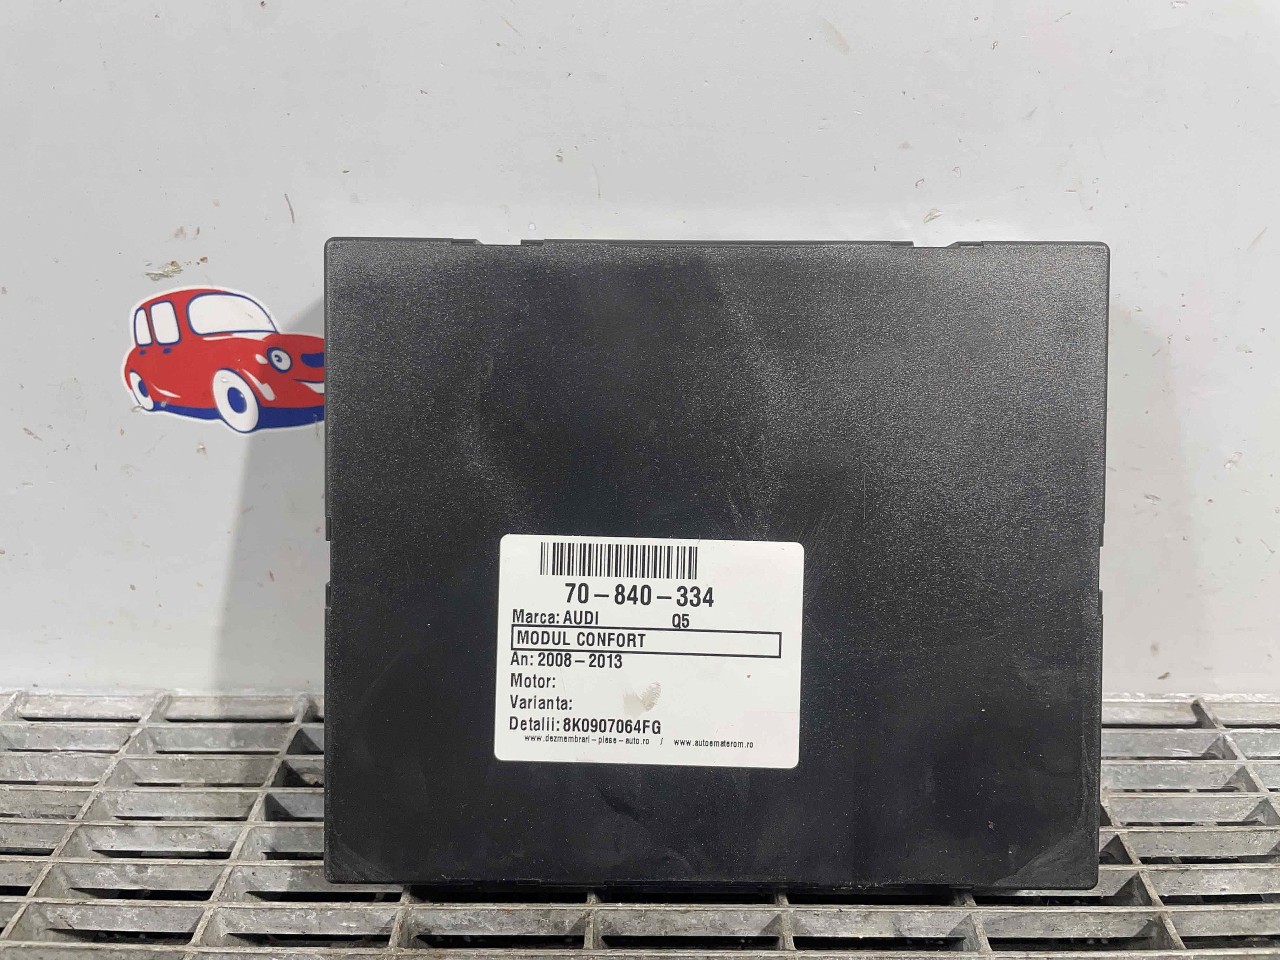 70-840-334
Marca: AUDI Q5
MODUL CONFORT
An: 2008-2013
Motor:
Varianta:
Detalii: 8K0907064FG
www.dezmembrari-piese-auto.ro / www.autoematerom.ro